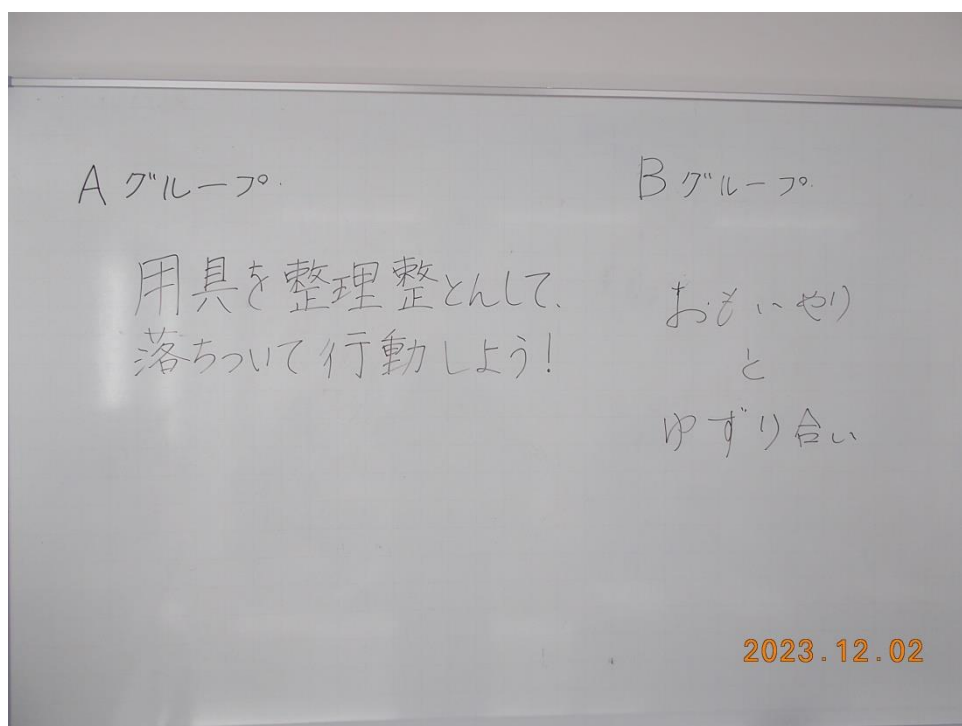 Aグループ
用具を整理整とんして、
落ちついて行動しよう!
Bグループ
おもいやり
と
ゆずり合い
2023.12.02